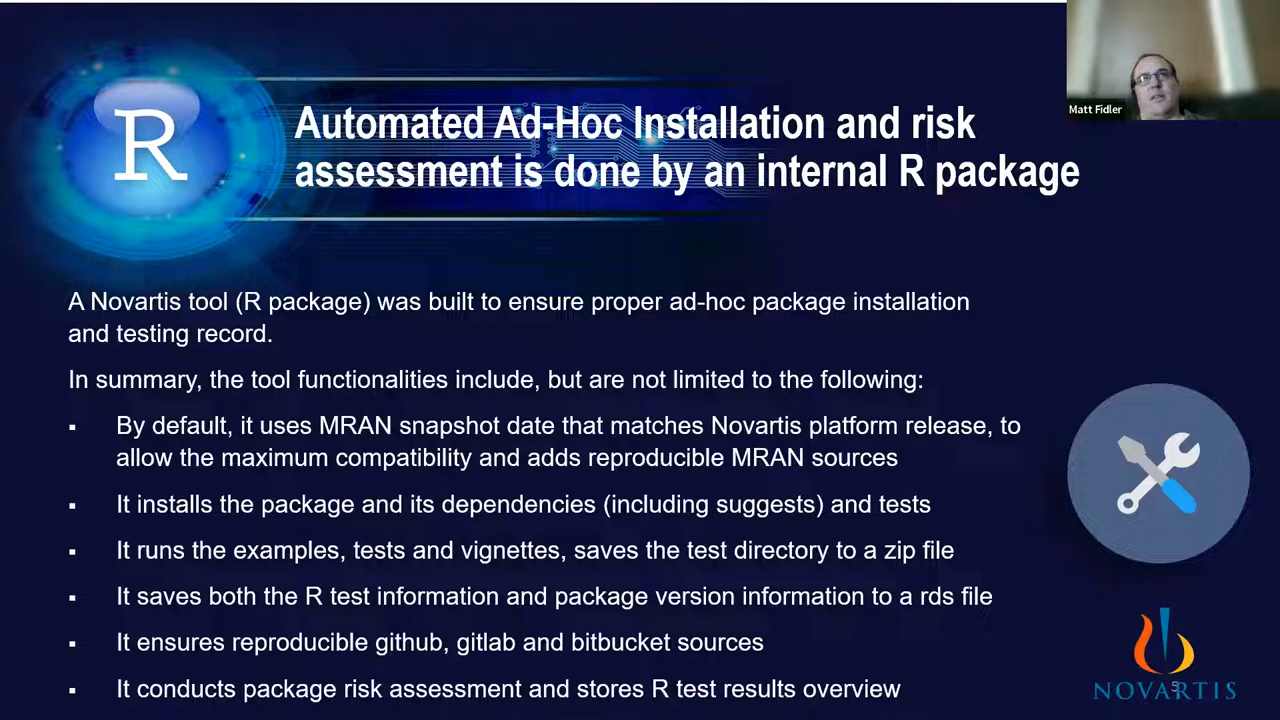 Matt Fidler
R
Automated Ad-Hoc Installation and risk
assessment is done by an internal R package
A Novartis tool (R package) was built to ensure proper ad-hoc package installation
and testing record.
In summary, the tool functionalities include, but are not limited to the following:
▪ By default, it uses MRAN snapshot date that matches Novartis platform release, to
allow the maximum compatibility and adds reproducible MRAN sources
▪ It installs the package and its dependencies (including suggests) and tests
▪ It runs the examples, tests and vignettes, saves the test directory to a zip file
▪ It saves both the R test information and package version information to a rds file
▪ It ensures reproducible github, gitlab and bitbucket sources
▪ It conducts package risk assessment and stores R test results overview
NOVARTIS
5